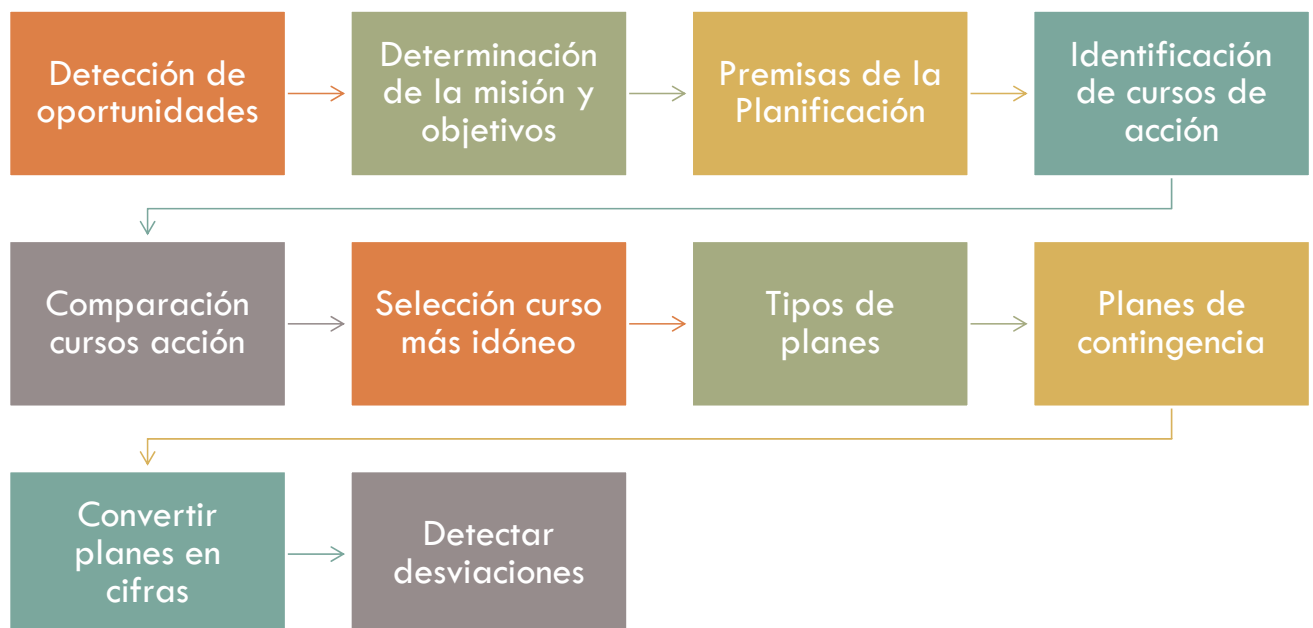 Detección de
oportunidades
Determinación
de la misión y
objetivos
Premisas de la
Planificación
Identificación
de cursos de
acción
Comparación
cursos acción
Selección curso
más idóneo
Tipos de
planes
Planes de
contingencia
Convertir
planes en
cifras
Detectar
desviaciones